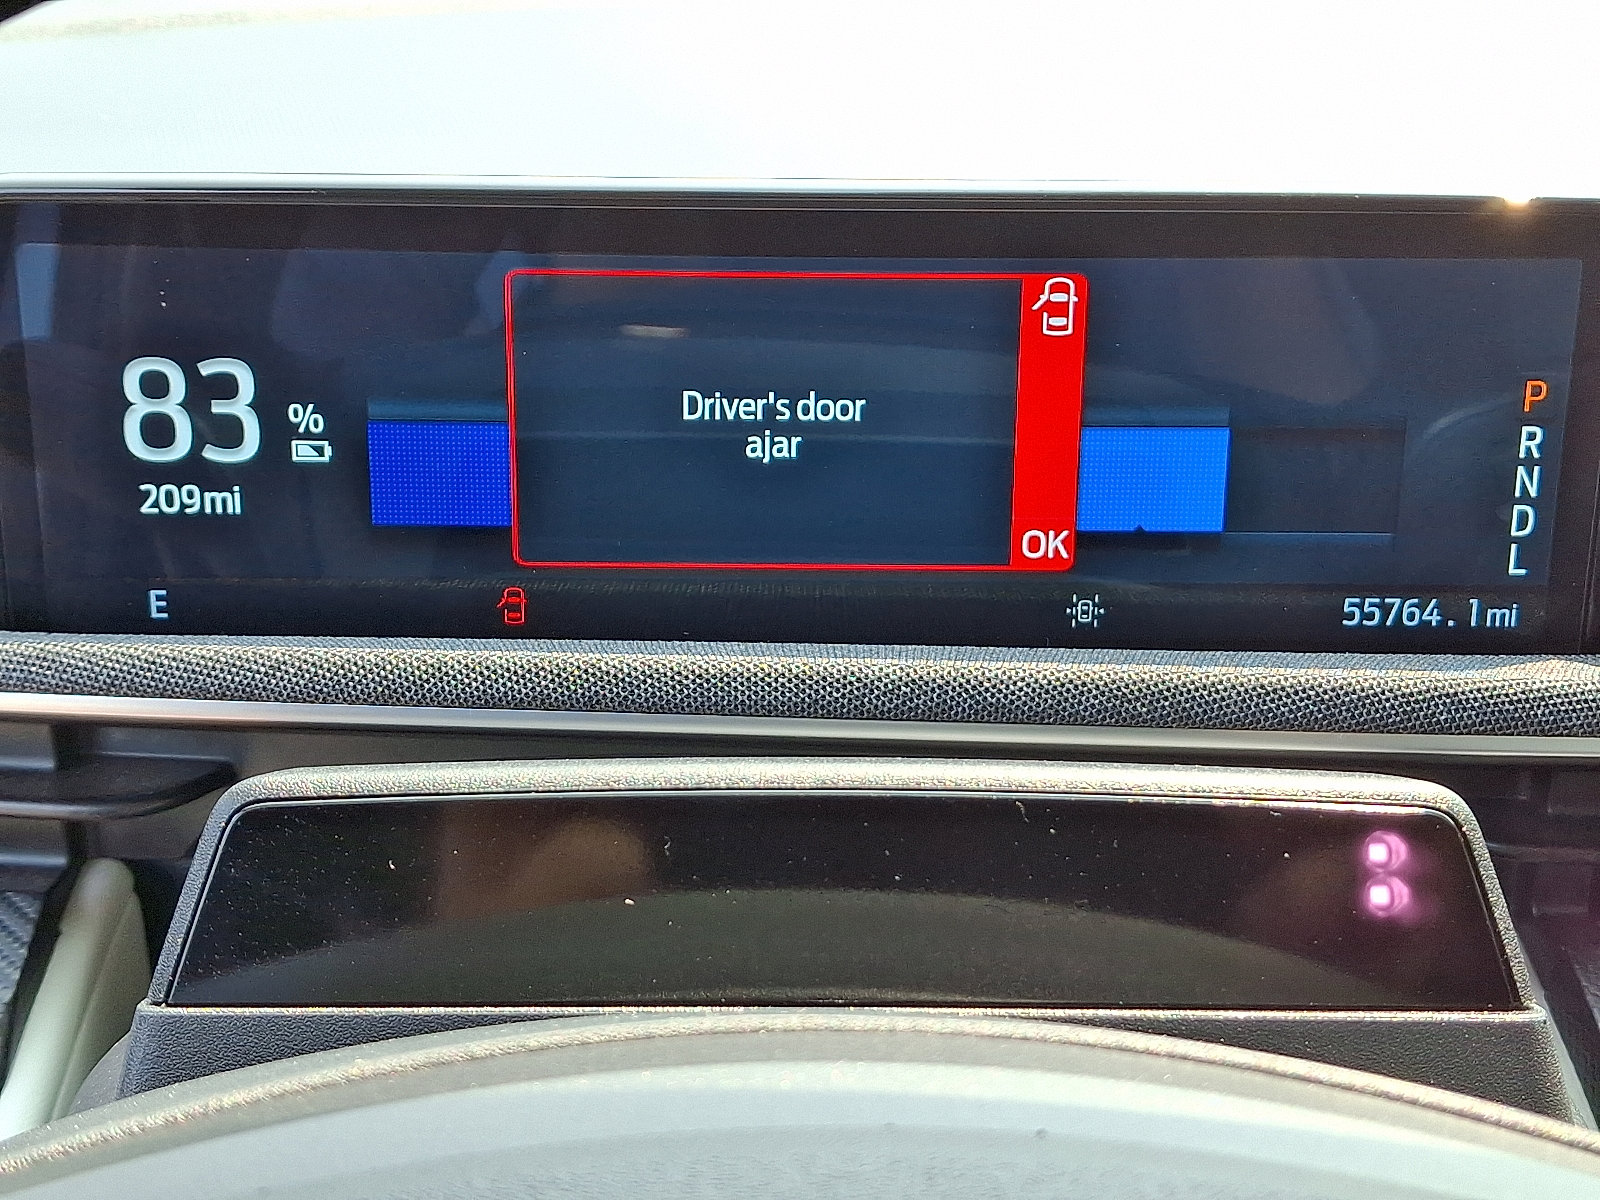 83 %
209mi
Driver's door
ajar
OK
P
R
N
D
L
E
55764.1mi